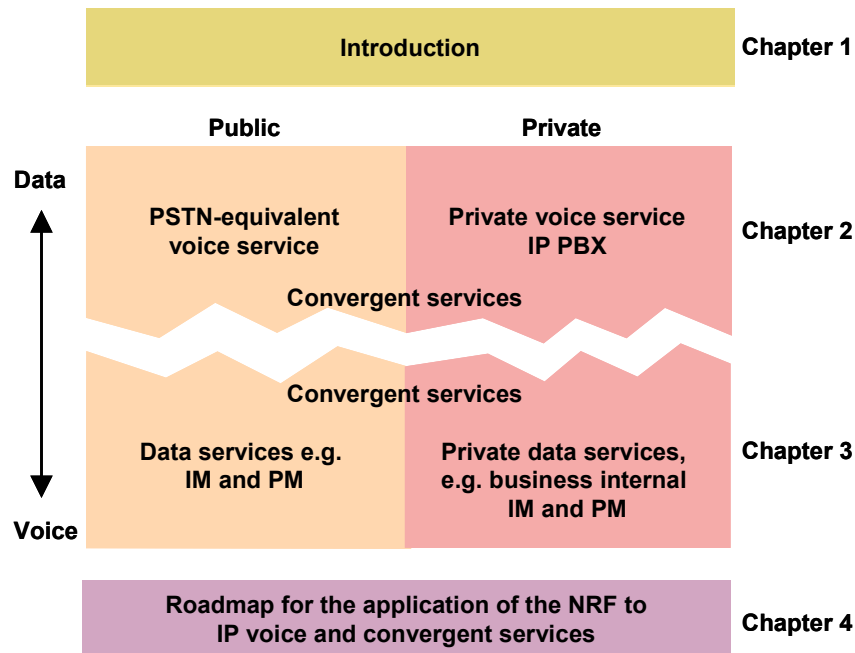 Introduction
Chapter 1
Public
Private
Data
PSTN-equivalent
voice service
Private voice service
IP PBX
Chapter 2
Convergent services
Convergent services
Data services e.g.
IM and PM
Private data services,
e.g. business internal
IM and PM
Chapter 3
Voice
Roadmap for the application of the NRF to
IP voice and convergent services
Chapter 4